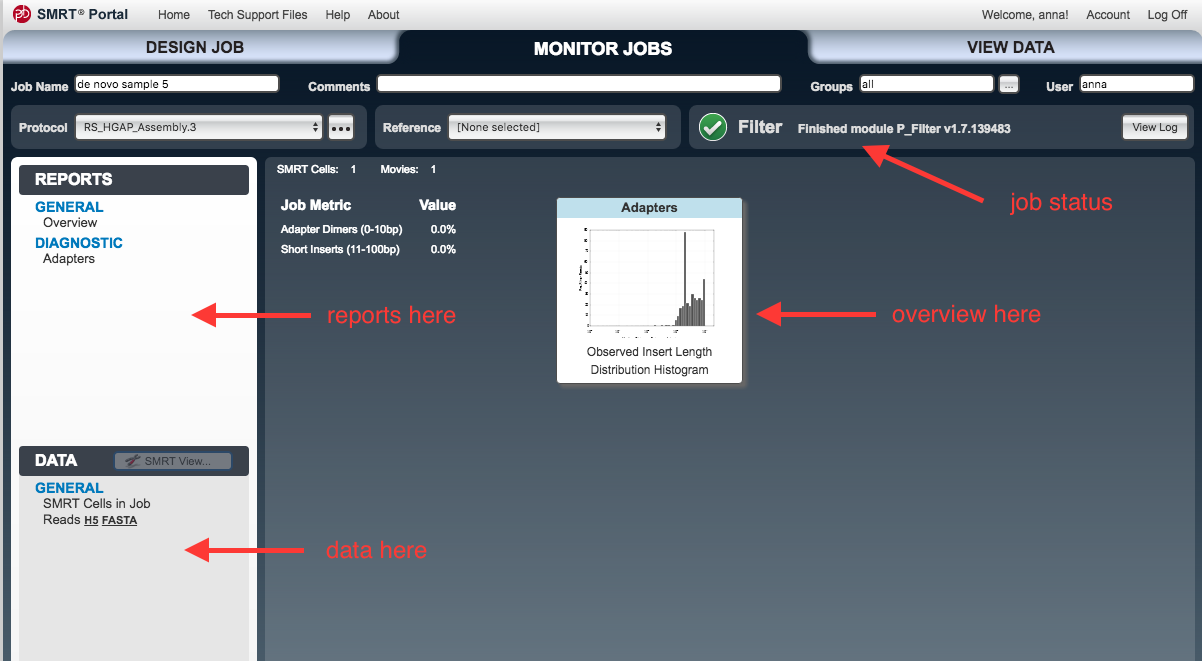 SMRT® Portal Home Tech Support Files Help About Welcome, anna! Account Log Off
DESIGN JOB MONITOR JOBS VIEW DATA
Job Name de novo sample 5 Comments Groups all ... User anna
Protocol RS_HGAP_Assembly.3 ••• Reference [None selected] Filter Finished module P_Filter v1.7.139483 View Log
job status
REPORTS
GENERAL
Overview
DIAGNOSTIC
Adapters
reports here
SMRT Cells: 1 Movies: 1
Job Metric Value
Adapter Dimers (0-10bp) 0.0%
Short Inserts (11-100bp) 0.0%
Adapters
Observed Insert Length
Distribution Histogram
overview here
DATA SMRT View...
GENERAL
SMRT Cells in Job
Reads H5 FASTA
data here